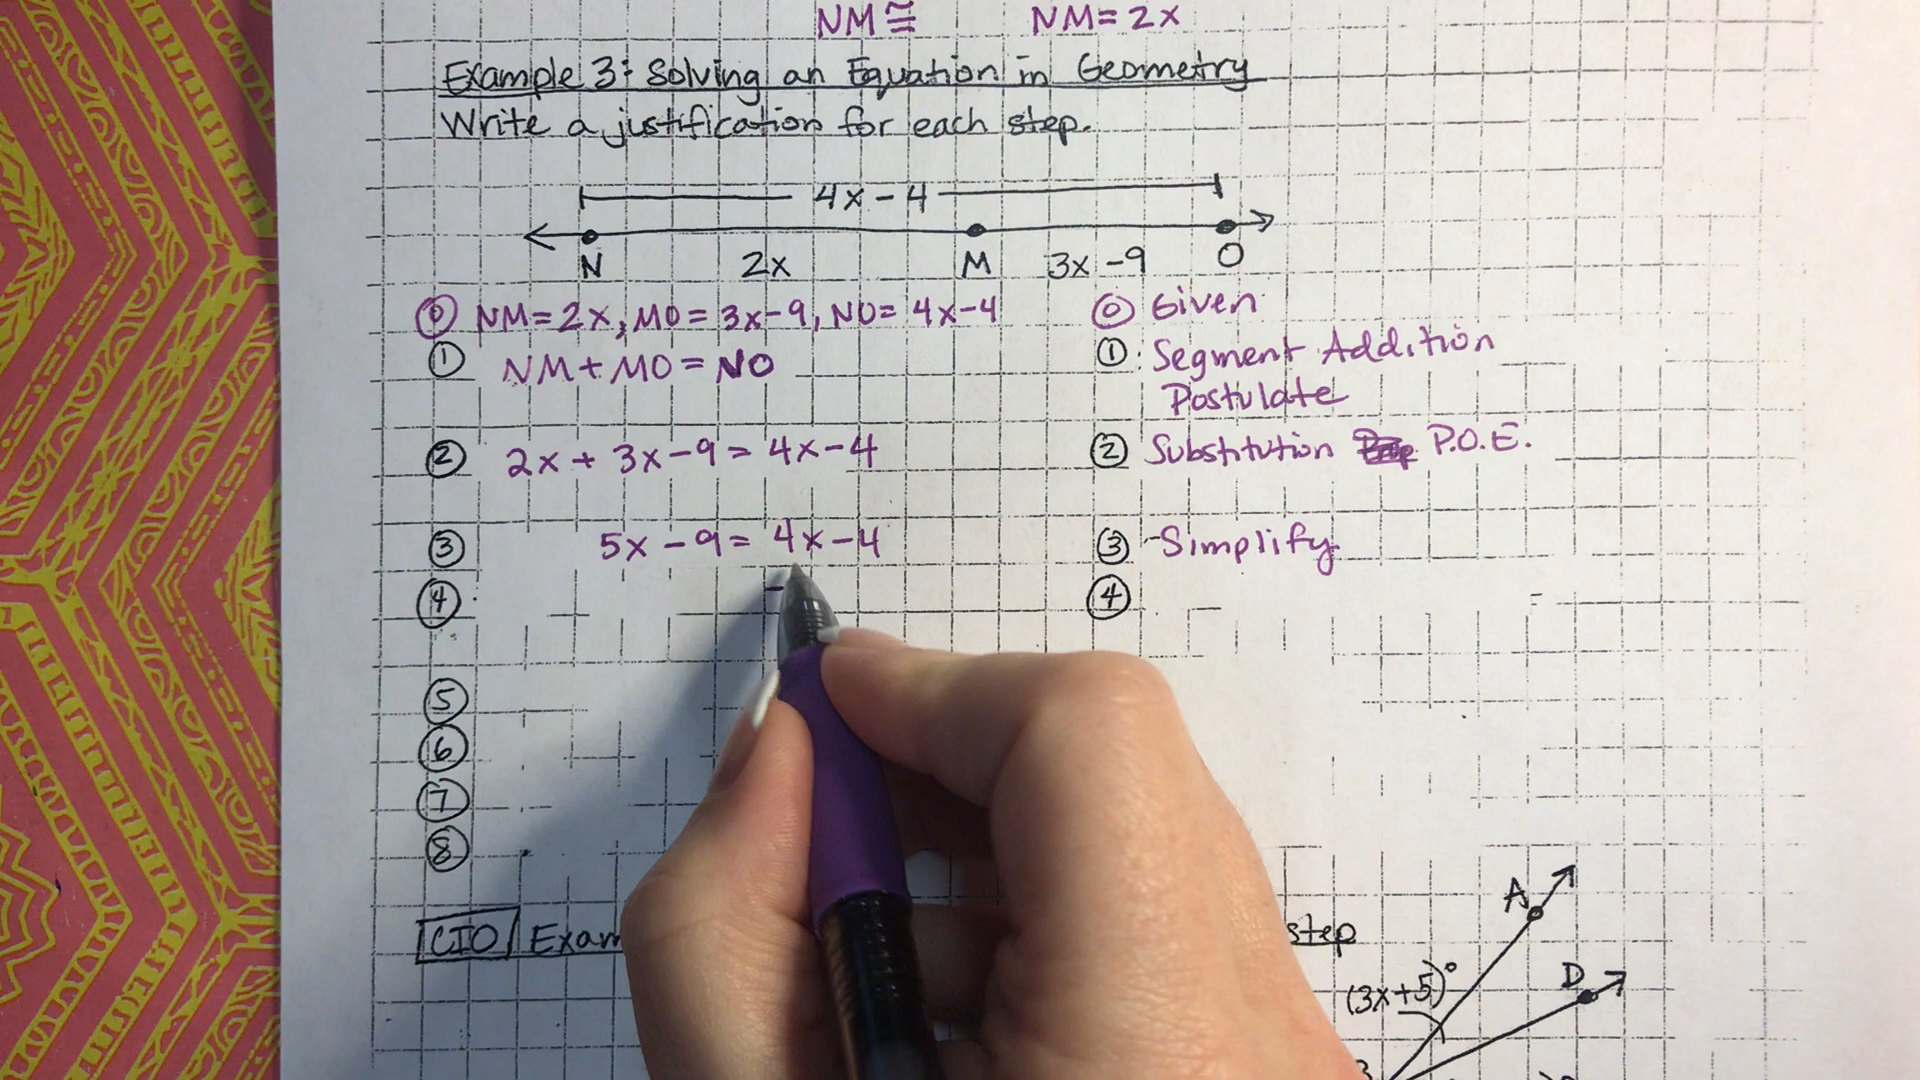 NM ≅ NM = 2x
Example 3: Solving an Equation in Geometry
Write a justification for each step.
4x - 4
N 2x M 3x - 9 O
⓪ NM = 2x, MO = 3x - 9, NO = 4x - 4 ⓪ Given
① NM + MO = NO ① Segment Addition
Postulate
② 2x + 3x - 9 = 4x - 4 ② Substitution P.O.E.
③ 5x - 9 = 4x - 4 ③ Simplify
④ - ④
⑤
⑥
⑦
⑧
CIO step
A
D
(3x+5)°